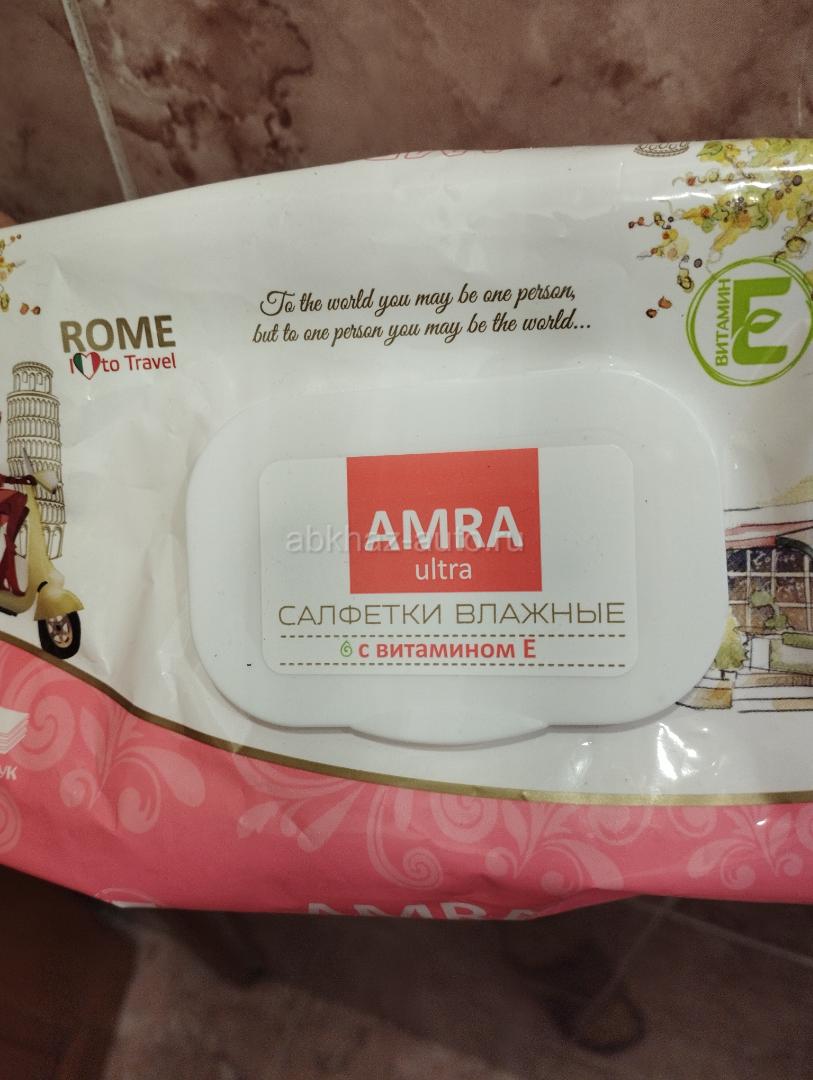 To the world you may be one person,
but to one person you may be the world...
ROME
I to Travel
ВИТАМИН
E
AMRA
ultra
abkhaz-auto.ru
САЛФЕТКИ ВЛАЖНЫЕ
с витамином Е
AMRA